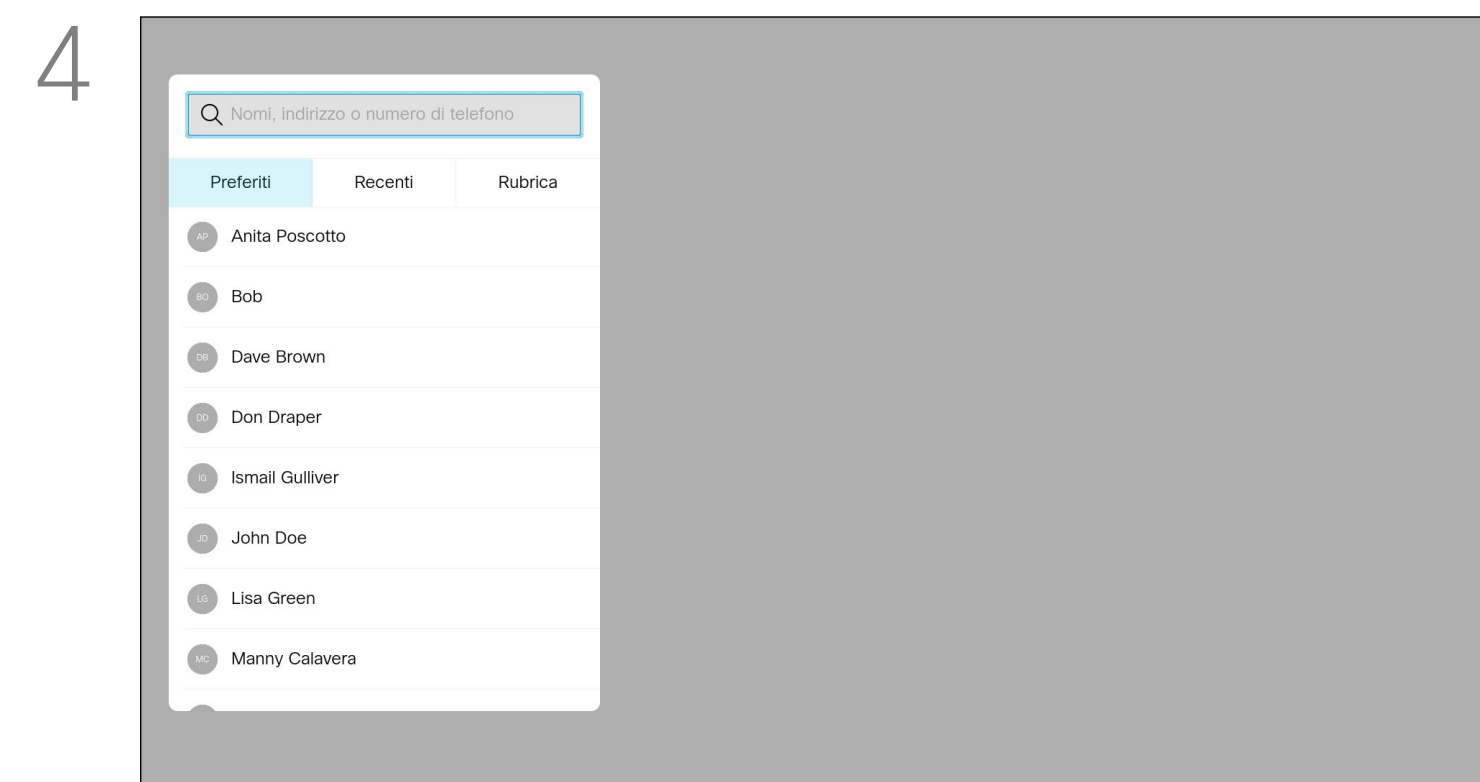 4
Nomi, indirizzo o numero di telefono
Preferiti Recenti Rubrica
AP Anita Poscotto
BO Bob
DB Dave Brown
DD Don Draper
IG Ismail Gulliver
JD John Doe
LG Lisa Green
MC Manny Calavera